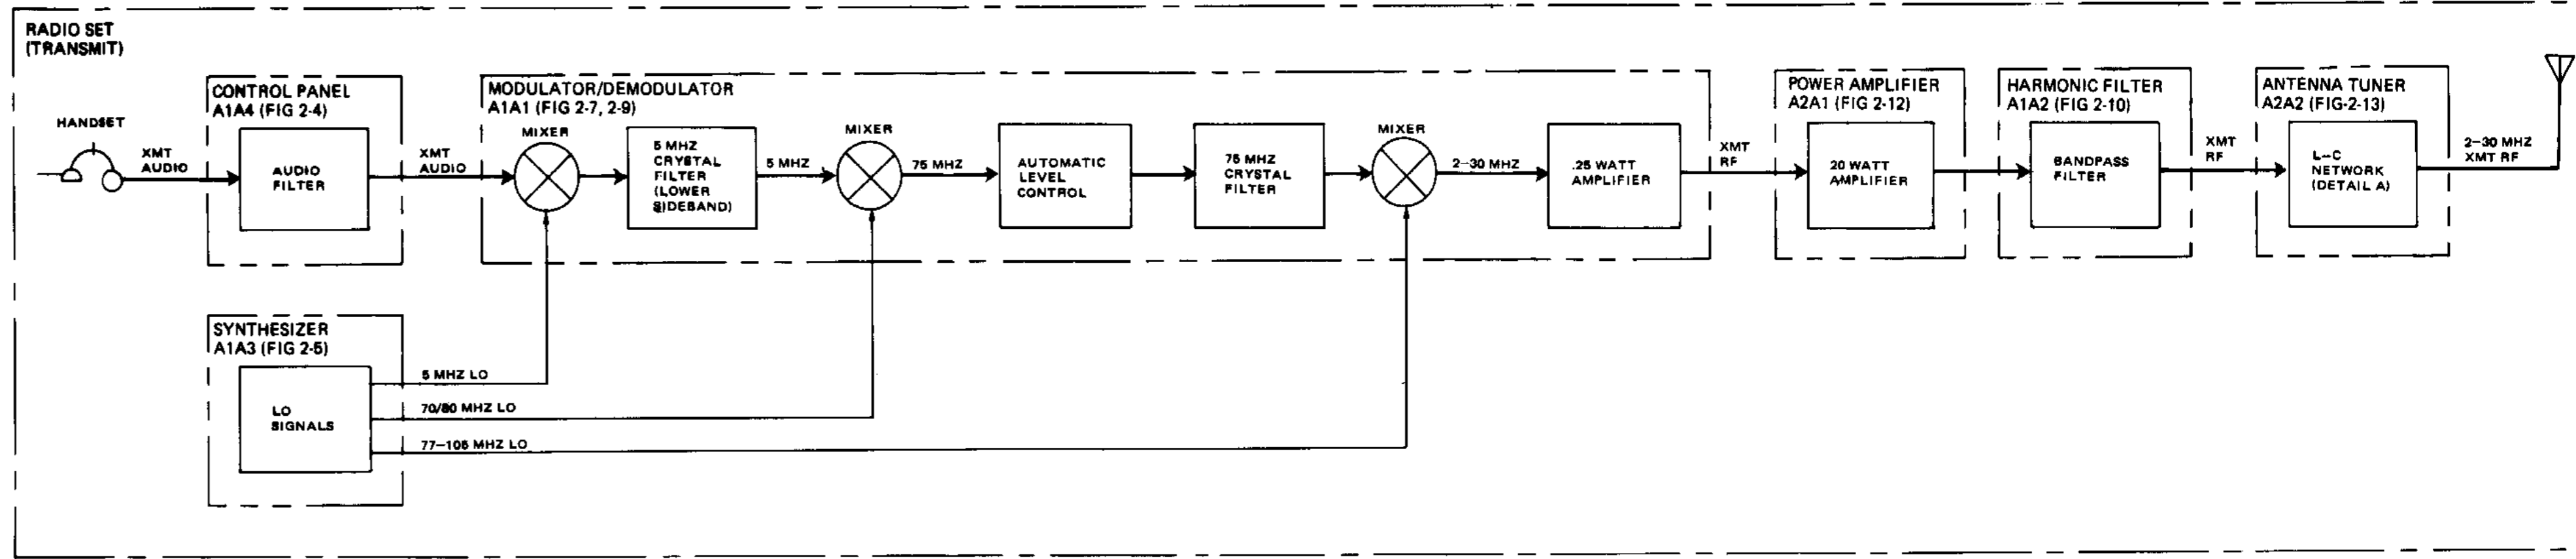 RADIO SET
(TRANSMIT)
HANDSET
XMT
AUDIO
CONTROL PANEL
A1A4 (FIG 2-4)
AUDIO
FILTER
XMT
AUDIO
MODULATOR/DEMODULATOR
A1A1 (FIG 2-7, 2-9)
MIXER
5 MHZ
CRYSTAL
FILTER
(LOWER
SIDEBAND)
5 MHZ
MIXER
75 MHZ
AUTOMATIC
LEVEL
CONTROL
75 MHZ
CRYSTAL
FILTER
MIXER
2-30 MHZ
.25 WATT
AMPLIFIER
XMT
RF
POWER AMPLIFIER
A2A1 (FIG 2-12)
20 WATT
AMPLIFIER
HARMONIC FILTER
A1A2 (FIG 2-10)
BANDPASS
FILTER
XMT
RF
ANTENNA TUNER
A2A2 (FIG-2-13)
L-C
NETWORK
(DETAIL A)
2-30 MHZ
XMT RF
SYNTHESIZER
A1A3 (FIG 2-5)
LO
SIGNALS
5 MHZ LO
70/80 MHZ LO
77-105 MHZ LO